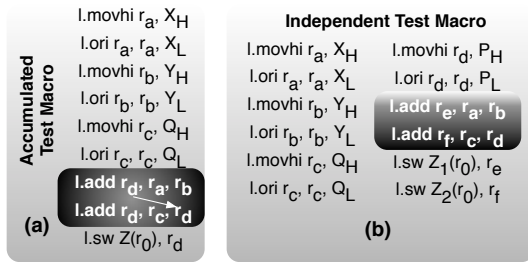 Accumulated
Test Macro
l.movhi r_a, X_H
l.ori r_a, r_a, X_L
l.movhi r_b, Y_H
l.ori r_b, r_b, Y_L
l.movhi r_c, Q_H
l.ori r_c, r_c, Q_L
l.add r_d, r_a, r_b
l.add r_d, r_c, r_d
l.sw Z(r_0), r_d
(a)
Independent Test Macro
l.movhi r_a, X_H
l.ori r_a, r_a, X_L
l.movhi r_b, Y_H
l.ori r_b, r_b, Y_L
l.movhi r_c, Q_H
l.ori r_c, r_c, Q_L
l.movhi r_d, P_H
l.ori r_d, r_d, P_L
l.add r_e, r_a, r_b
l.add r_f, r_c, r_d
l.sw Z_1(r_0), r_e
l.sw Z_2(r_0), r_f
(b)